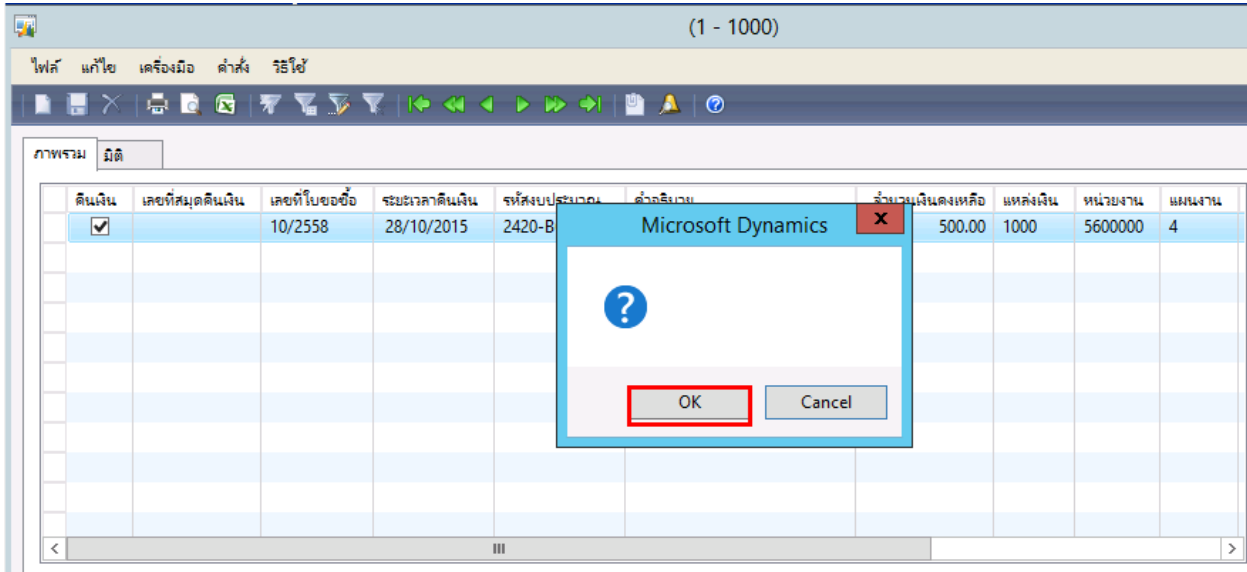 (1 - 1000)
ไฟล์ แก้ไข เครื่องมือ คำสั่ง วิธีใช้
ภาพรวม มิติ
คืนเงิน เลขที่สมุดคืนเงิน เลขที่ใบขอซื้อ ระยะเวลาคืนเงิน รหัสงบประมาณ คำอธิบาย จำนวนเงินคงเหลือ แหล่งเงิน หน่วยงาน แผนงาน
10/2558 28/10/2015 2420-B 500.00 1000 5600000 4
Microsoft Dynamics
x
OK Cancel